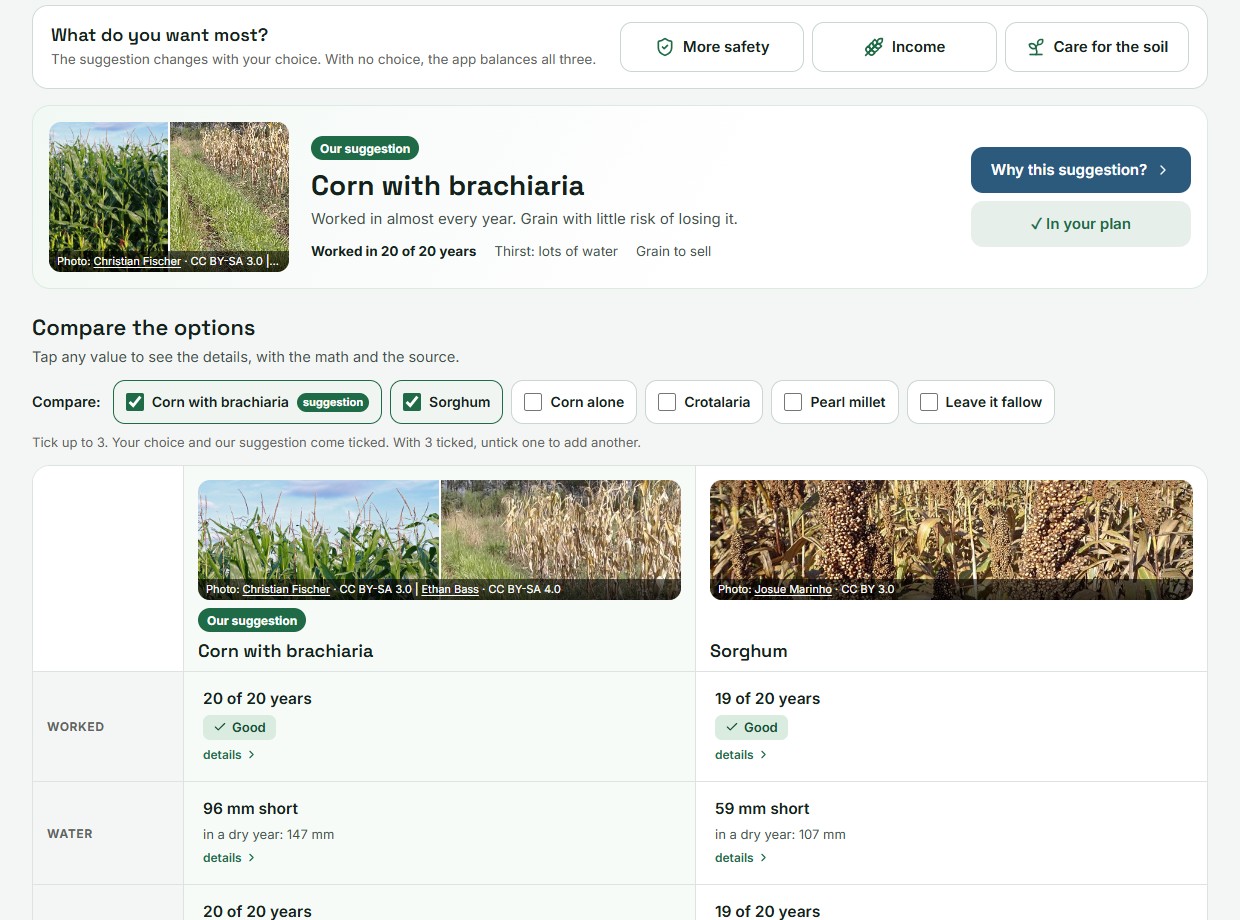 What do you want most?
The suggestion changes with your choice. With no choice, the app balances all three.
More safety
Income
Care for the soil
Photo: Christian Fischer · CC BY-SA 3.0 |...
Our suggestion
Corn with brachiaria
Worked in almost every year. Grain with little risk of losing it.
Worked in 20 of 20 years Thirst: lots of water Grain to sell
Why this suggestion?
✓ In your plan
Compare the options
Tap any value to see the details, with the math and the source.
Compare: Corn with brachiaria suggestion Sorghum Corn alone Crotalaria Pearl millet Leave it fallow
Tick up to 3. Your choice and our suggestion come ticked. With 3 ticked, untick one to add another.
Photo: Christian Fischer · CC BY-SA 3.0 | Ethan Bass · CC BY-SA 4.0
Our suggestion
Corn with brachiaria
Photo: Josue Marinho · CC BY 3.0
Sorghum
WORKED
20 of 20 years
Good
details
19 of 20 years
Good
details
WATER
96 mm short
in a dry year: 147 mm
details
59 mm short
in a dry year: 107 mm
details
20 of 20 years
19 of 20 years